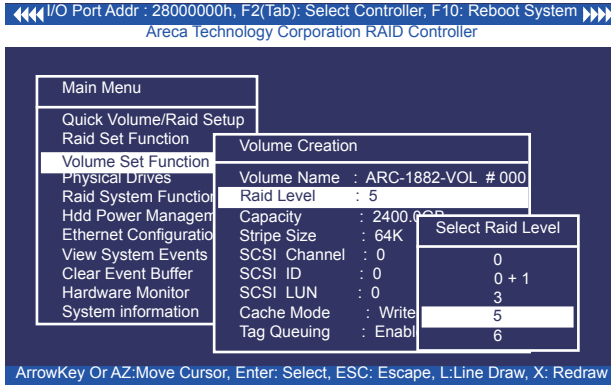 I/O Port Addr : 28000000h, F2(Tab): Select Controller, F10: Reboot System
Areca Technology Corporation RAID Controller
Main Menu
Quick Volume/Raid Setup
Raid Set Function
Volume Set Function
Physical Drives
Raid System Function
Hdd Power Managem
Ethernet Configuratio
View System Events
Clear Event Buffer
Hardware Monitor
System information
Volume Creation
Volume Name : ARC-1882-VOL # 000
Raid Level : 5
Capacity : 2400.0GB
Stripe Size : 64K
SCSI Channel : 0
SCSI ID : 0
SCSI LUN : 0
Cache Mode : Write
Tag Queuing : Enabl
Select Raid Level
0
0 + 1
3
5
6
ArrowKey Or AZ:Move Cursor, Enter: Select, ESC: Escape, L:Line Draw, X: Redraw